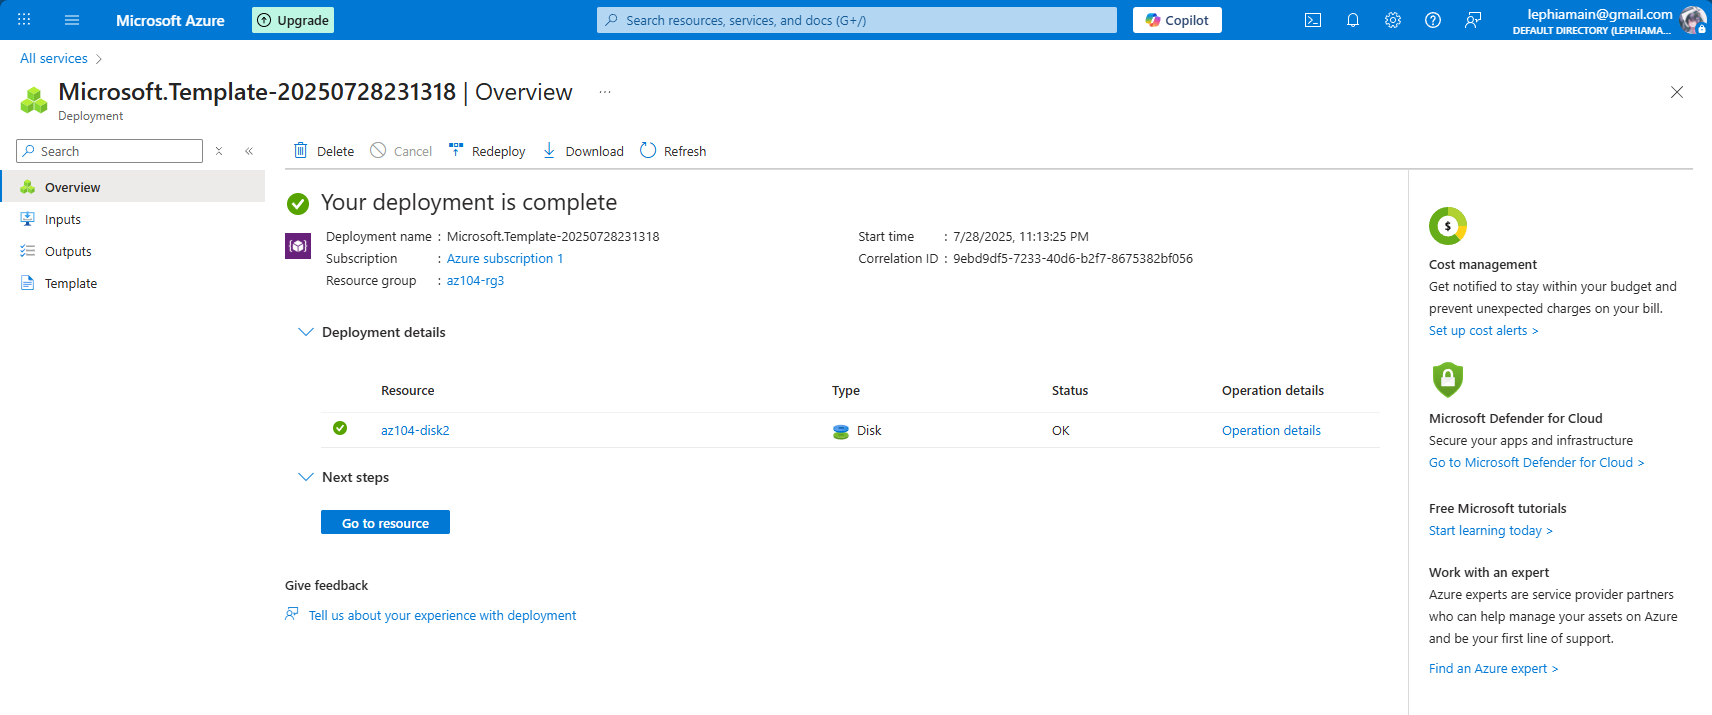 Microsoft Azure
Upgrade
Search resources, services, and docs (G+/)
Copilot
lephiamain@gmail.com
DEFAULT DIRECTORY (LEPHIAMA...
All services
Microsoft.Template-20250728231318 | Overview ...
Deployment
Search
Delete
Cancel
Redeploy
Download
Refresh
Overview
Inputs
Outputs
Template
Your deployment is complete
Deployment name : Microsoft.Template-20250728231318
Subscription : Azure subscription 1
Resource group : az104-rg3
Start time : 7/28/2025, 11:13:25 PM
Correlation ID : 9ebd9df5-7233-40d6-b2f7-8675382bf056
Deployment details
Resource Type Status Operation details
az104-disk2 Disk OK Operation details
Next steps
Go to resource
Give feedback
Tell us about your experience with deployment
$
Cost management
Get notified to stay within your budget and
prevent unexpected charges on your bill.
Set up cost alerts >
Microsoft Defender for Cloud
Secure your apps and infrastructure
Go to Microsoft Defender for Cloud >
Free Microsoft tutorials
Start learning today >
Work with an expert
Azure experts are service provider partners
who can help manage your assets on Azure
and be your first line of support.
Find an Azure expert >